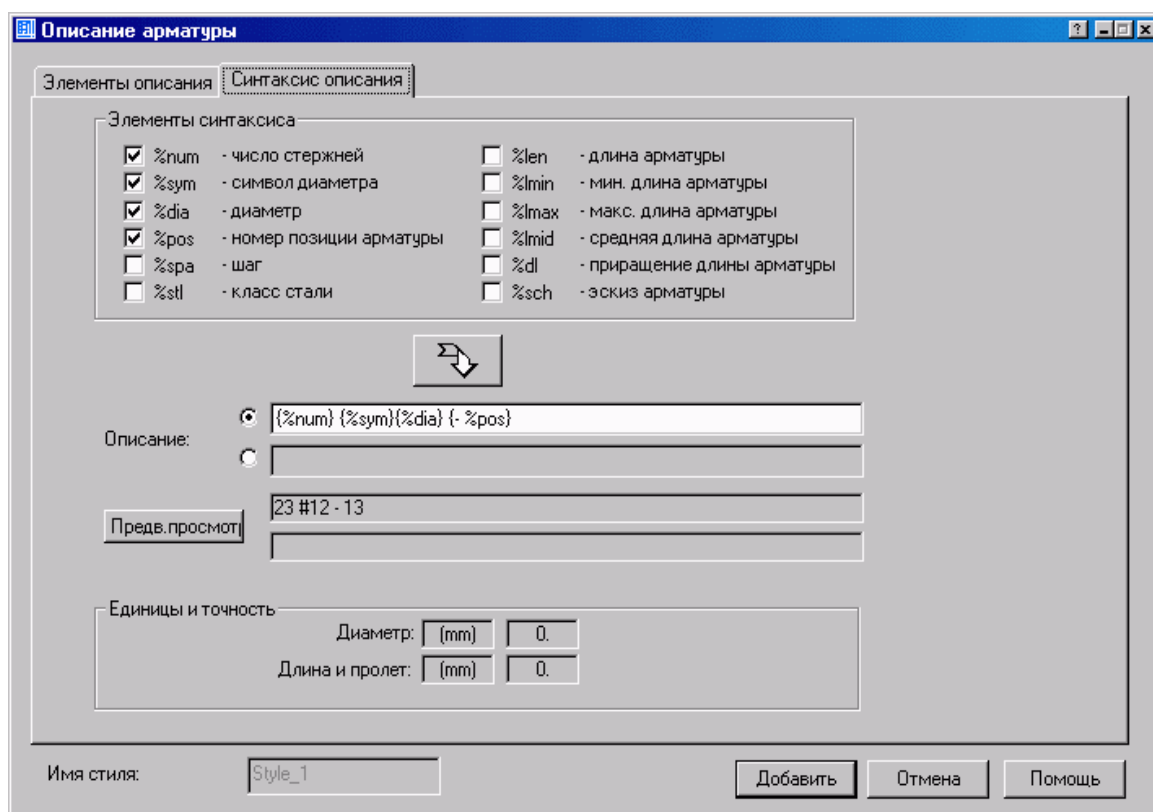 Описание арматуры
Элементы описания Синтаксис описания
Элементы синтаксиса
%num - число стержней %len - длина арматуры
%sym - символ диаметра %lmin - мин. длина арматуры
%dia - диаметр %lmax - макс. длина арматуры
%pos - номер позиции арматуры %lmid - средняя длина арматуры
%spa - шаг %dl - приращение длины арматуры
%stl - класс стали %sch - эскиз арматуры
{%num} {%sym}{%dia} {- %pos}
Описание:
23 #12 - 13
Предв.просмотр
Единицы и точность
Диаметр: (mm) 0.
Длина и пролет: (mm) 0.
Имя стиля: Style_1 Добавить Отмена Помощь